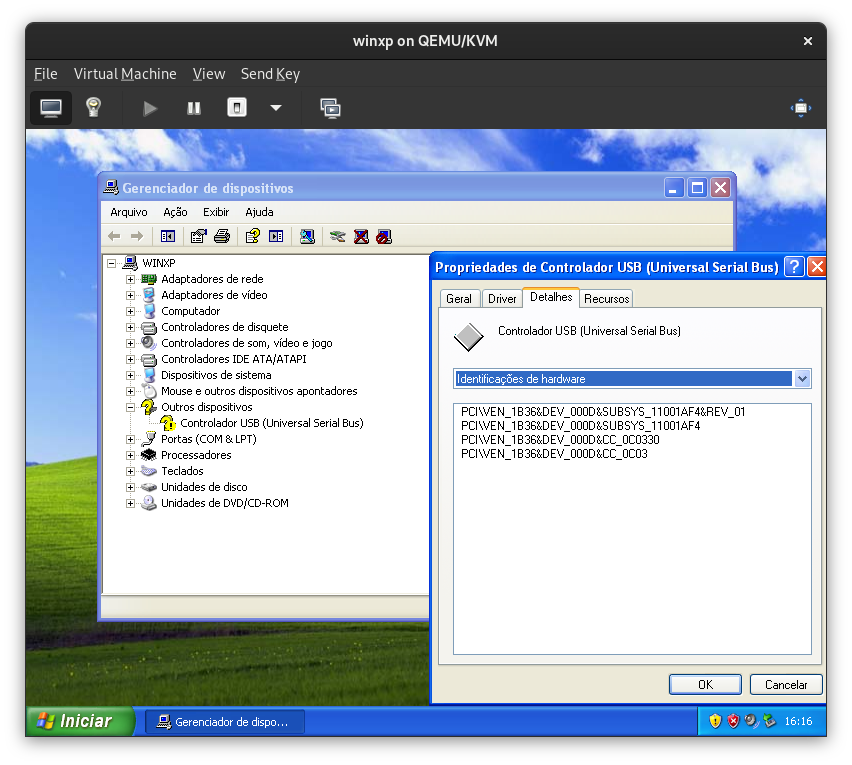 winxp on QEMU/KVM
File Virtual Machine View Send Key
Gerenciador de dispositivos
Arquivo Ação Exibir Ajuda
WINXP
Adaptadores de rede
Adaptadores de vídeo
Computador
Controladores de disquete
Controladores de som, vídeo e jogo
Controladores IDE ATA/ATAPI
Dispositivos de sistema
Mouse e outros dispositivos apontadores
Outros dispositivos
Controlador USB (Universal Serial Bus)
Portas (COM & LPT)
Processadores
Teclados
Unidades de disco
Unidades de DVD/CD-ROM
Propriedades de Controlador USB (Universal Serial Bus)
Geral Driver Detalhes Recursos
Controlador USB (Universal Serial Bus)
Identificações de hardware
PCI\VEN_1B36&DEV_000D&SUBSYS_11001AF4&REV_01
PCI\VEN_1B36&DEV_000D&SUBSYS_11001AF4
PCI\VEN_1B36&DEV_000D&CC_0C0330
PCI\VEN_1B36&DEV_000D&CC_0C03
OK Cancelar
Iniciar Gerenciador de dispo... 16:16